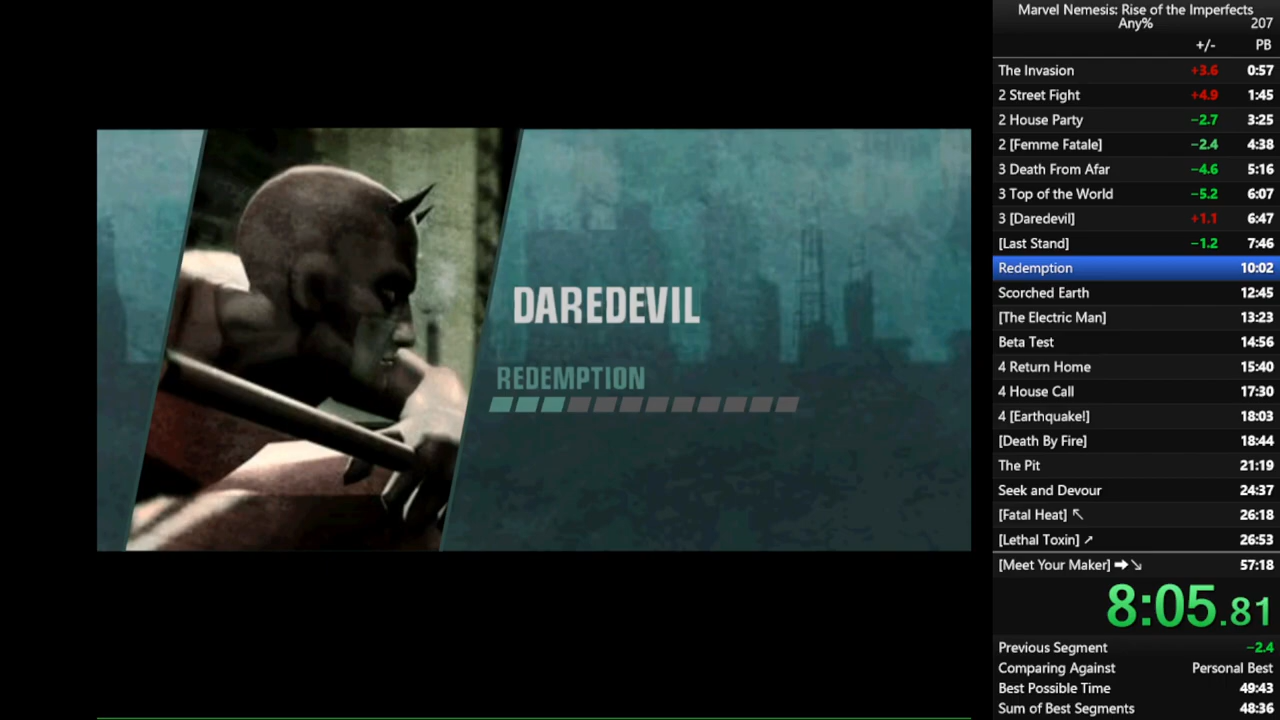 DAREDEVIL
REDEMPTION
Marvel Nemesis: Rise of the Imperfects
Any% 207
+/- PB
The Invasion +3.6 0:57
2 Street Fight +4.9 1:45
2 House Party −2.7 3:25
2 [Femme Fatale] −2.4 4:38
3 Death From Afar −4.6 5:16
3 Top of the World −5.2 6:07
3 [Daredevil] +1.1 6:47
[Last Stand] −1.2 7:46
Redemption 10:02
Scorched Earth 12:45
[The Electric Man] 13:23
Beta Test 14:56
4 Return Home 15:40
4 House Call 17:30
4 [Earthquake!] 18:03
[Death By Fire] 18:44
The Pit 21:19
Seek and Devour 24:37
[Fatal Heat] ↖ 26:18
[Lethal Toxin] ➚ 26:53
[Meet Your Maker] ➡↘ 57:18
8:05.81
Previous Segment −2.4
Comparing Against Personal Best
Best Possible Time 49:43
Sum of Best Segments 48:36